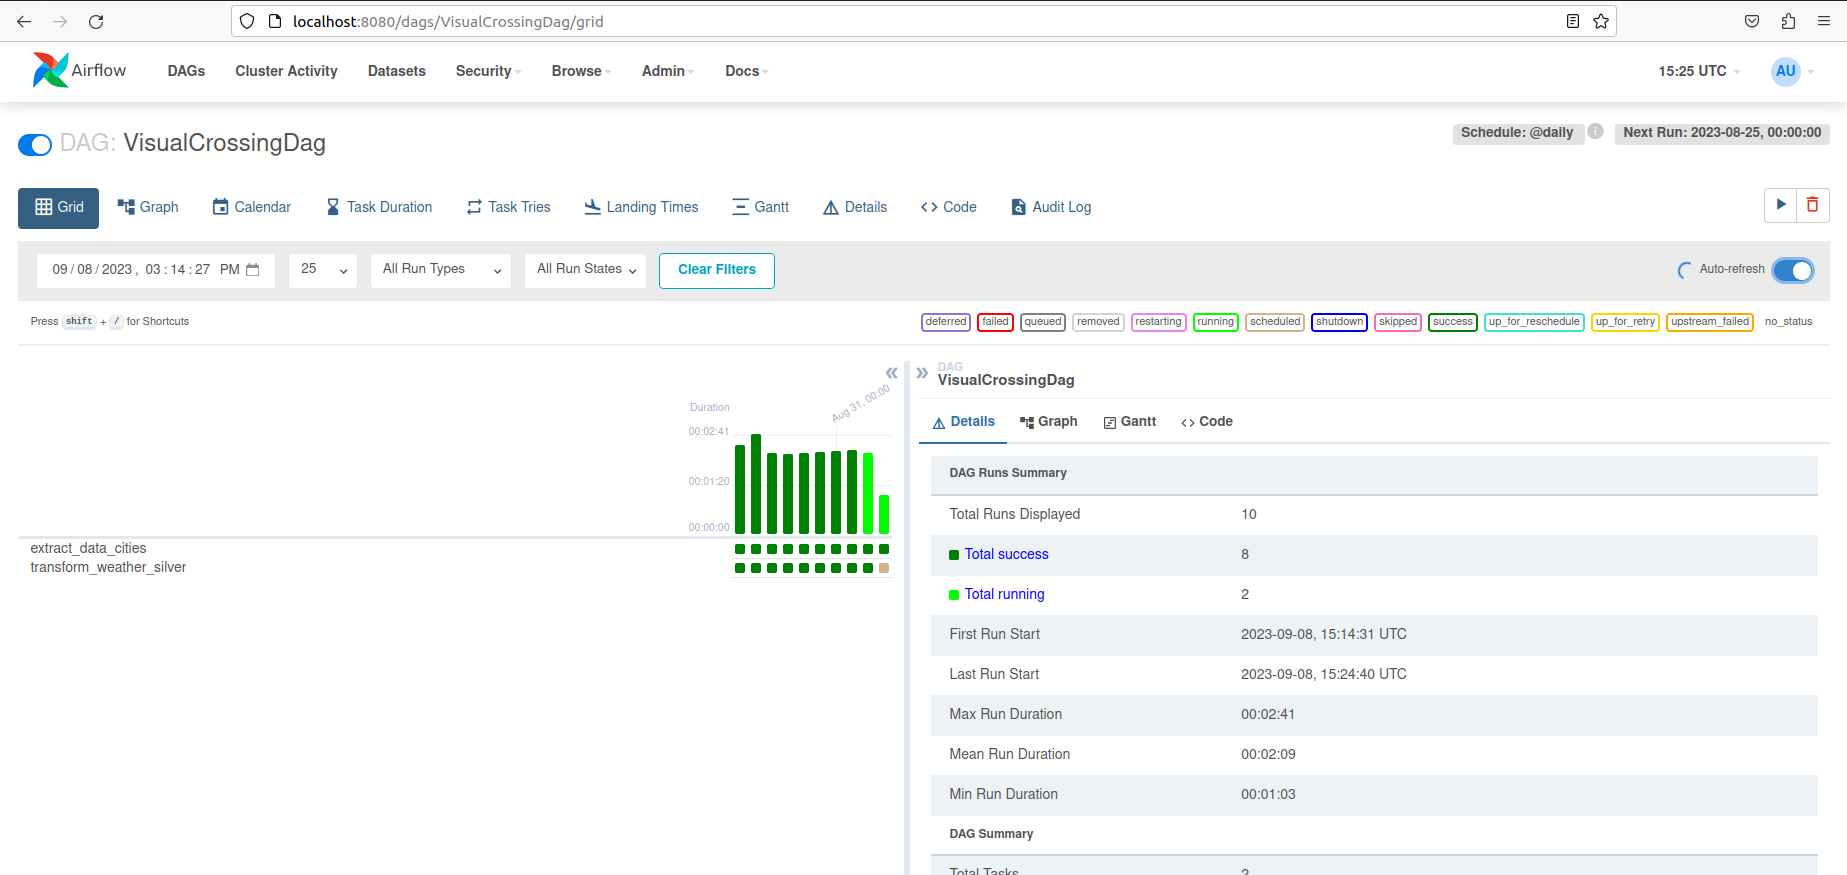 localhost:8080/dags/VisualCrossingDag/grid
Airflow DAGs Cluster Activity Datasets Security Browse Admin Docs 15:25 UTC AU
DAG: VisualCrossingDag
Schedule: @daily i Next Run: 2023-08-25, 00:00:00
Grid Graph Calendar Task Duration Task Tries Landing Times Gantt Details Code Audit Log
09/08/2023, 03:14:27 PM 25 All Run Types All Run States Clear Filters Auto-refresh
Press shift + / for Shortcuts deferred failed queued removed restarting running scheduled shutdown skipped success up_for_reschedule up_for_retry upstream_failed no_status
Duration
Aug 31, 00:00
00:02:41
00:01:20
00:00:00
extract_data_cities
transform_weather_silver
DAG
VisualCrossingDag
Details Graph Gantt Code
DAG Runs Summary
Total Runs Displayed 10
Total success 8
Total running 2
First Run Start 2023-09-08, 15:14:31 UTC
Last Run Start 2023-09-08, 15:24:40 UTC
Max Run Duration 00:02:41
Mean Run Duration 00:02:09
Min Run Duration 00:01:03
DAG Summary
Total Tasks 2